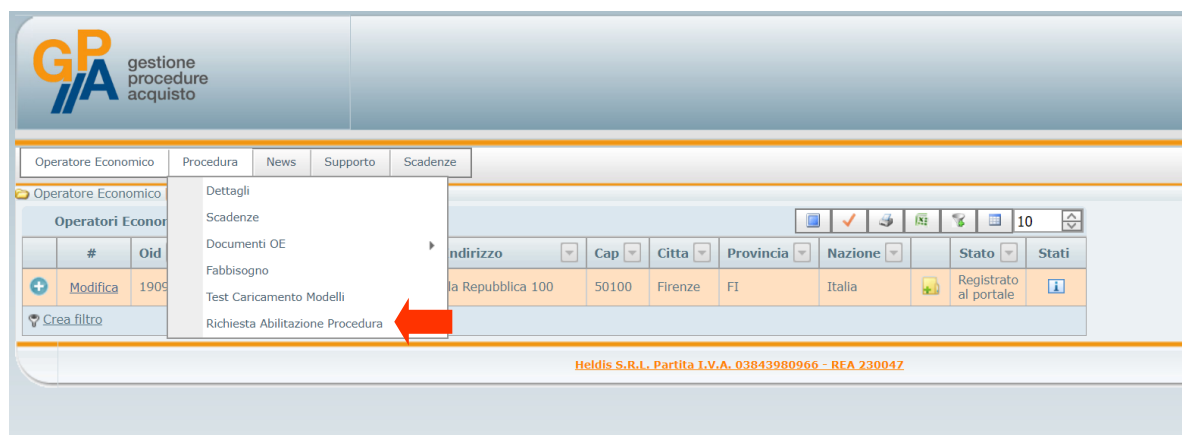 GPA
gestione
procedure
acquisto
Operatore Economico Procedura News Supporto Scadenze
Operatore Economico
Dettagli
Scadenze
Documenti OE
Fabbisogno
Test Caricamento Modelli
Richiesta Abilitazione Procedura
Operatori Econor 10
# Oid ndirizzo Cap Citta Provincia Nazione Stato Stati
Modifica 1909 la Repubblica 100 50100 Firenze FI Italia Registrato
al portale
Crea filtro
Heldis S.R.L. Partita I.V.A. 03843980966 - REA 230047